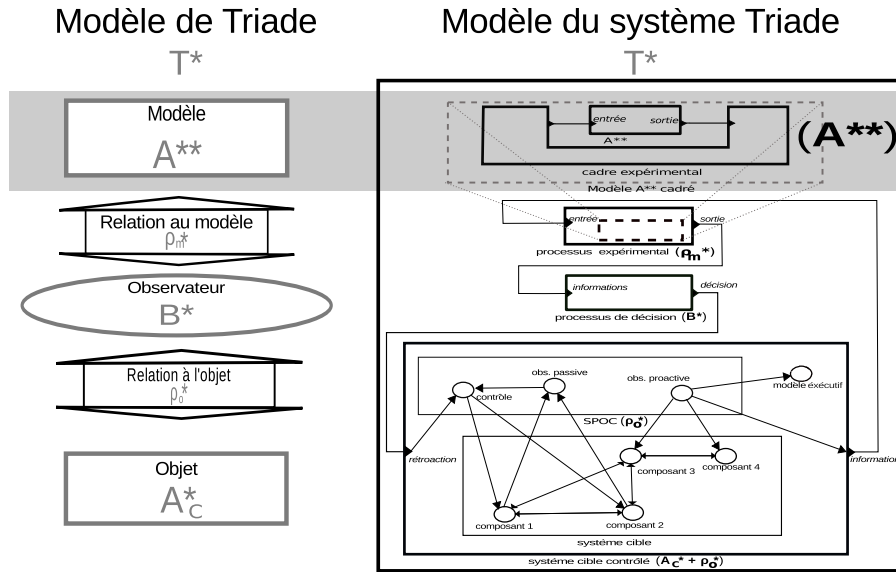 Modèle de Triade
T*
Modèle
A**
Relation au modèle
ρm*
Observateur
B*
Relation à l'objet
ρo*
Objet
A*C
Modèle du système Triade
T*
entrée sortie
A**
(A**)
cadre expérimental
Modèle A** cadré
entrée sortie
processus expérimental (ρm*)
informations décision
processus de décision (B*)
obs. passive obs. proactive
contrôle modèle éxécutif
SPOC (ρo*)
rétroaction composant 3 composant 4 information
composant 1 composant 2
système cible
système cible contrôlé (AC* + ρo*)